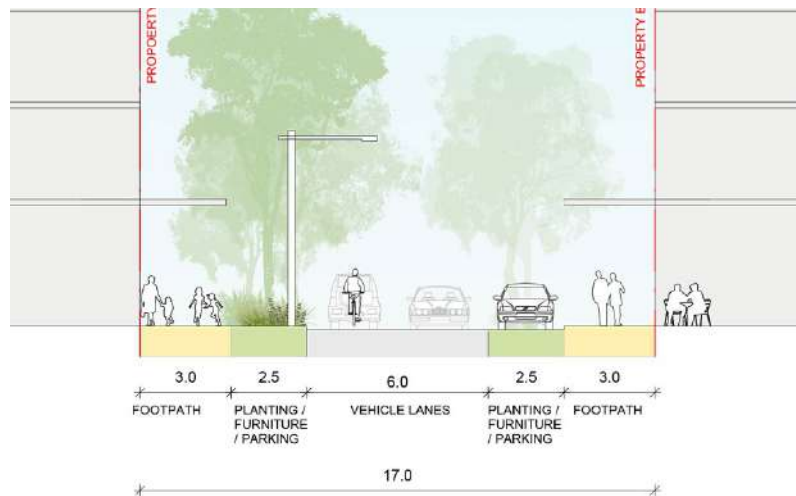 PROPOERTY
PROPERTY B
3.0
2.5
6.0
2.5
3.0
FOOTPATH
PLANTING /
FURNITURE
/ PARKING
VEHICLE LANES
PLANTING /
FURNITURE
/ PARKING
FOOTPATH
17.0